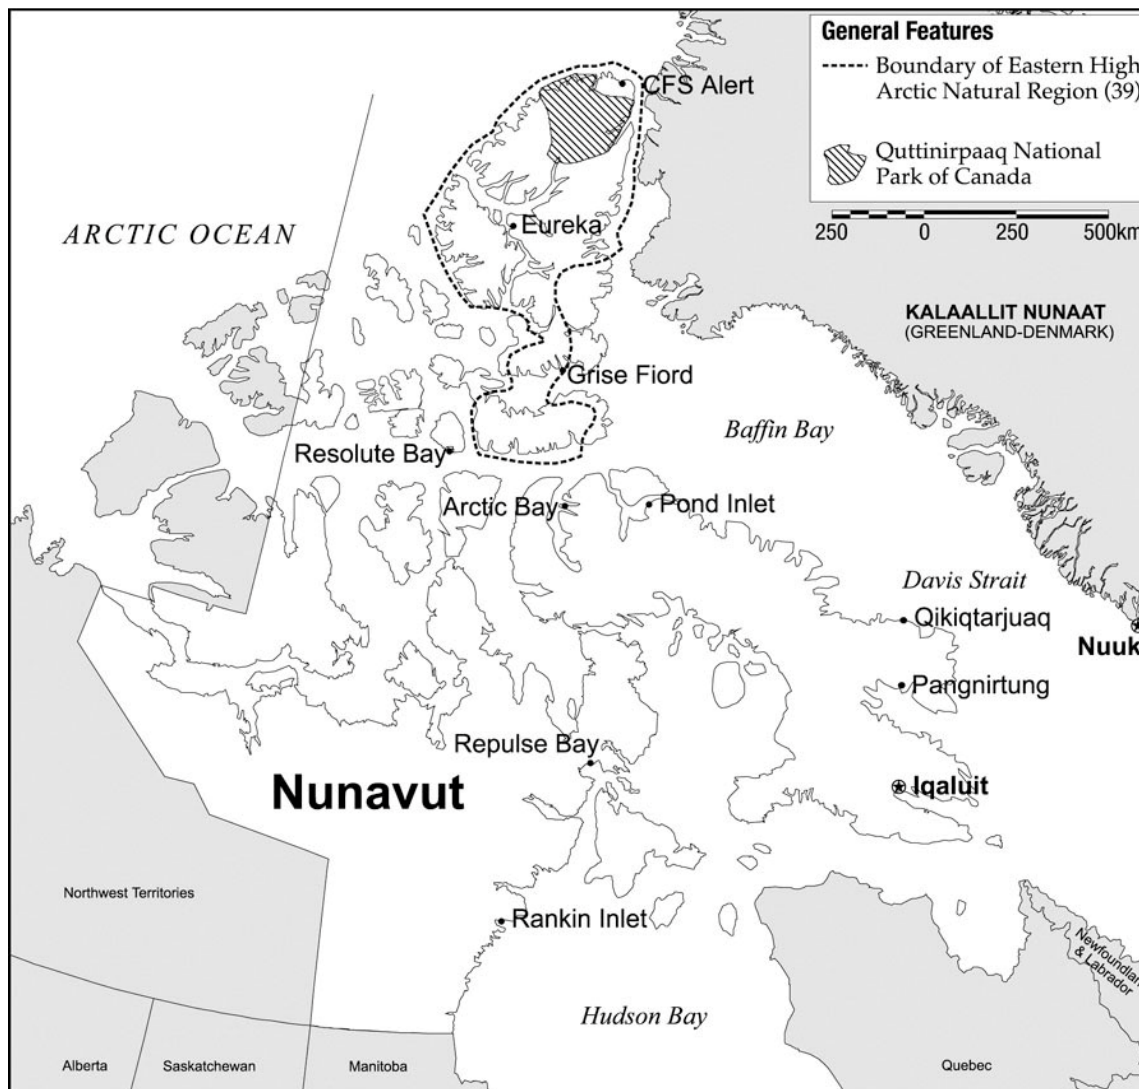 General Features
Boundary of Eastern High
Arctic Natural Region (39)
Quttinirpaaq National
Park of Canada
250 0 250 500km
CFS Alert
ARCTIC OCEAN
Eureka
KALAALLIT NUNAAT
(GREENLAND-DENMARK)
Grise Fiord
Baffin Bay
Resolute Bay
Arctic Bay
Pond Inlet
Davis Strait
Qikiqtarjuaq
Nuuk
Pangnirtung
Repulse Bay
Nunavut
Iqaluit
Northwest Territories
Rankin Inlet
Newfoundland
& Labrador
Hudson Bay
Alberta
Saskatchewan
Manitoba
Quebec